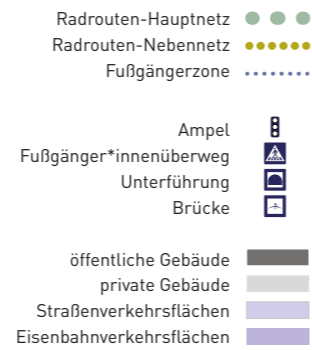 Radrouten-Hauptnetz
Radrouten-Nebennetz
Fußgängerzone
Ampel
Fußgänger*innenüberweg
Unterführung
Brücke
öffentliche Gebäude
private Gebäude
Straßenverkehrsflächen
Eisenbahnverkehrsflächen